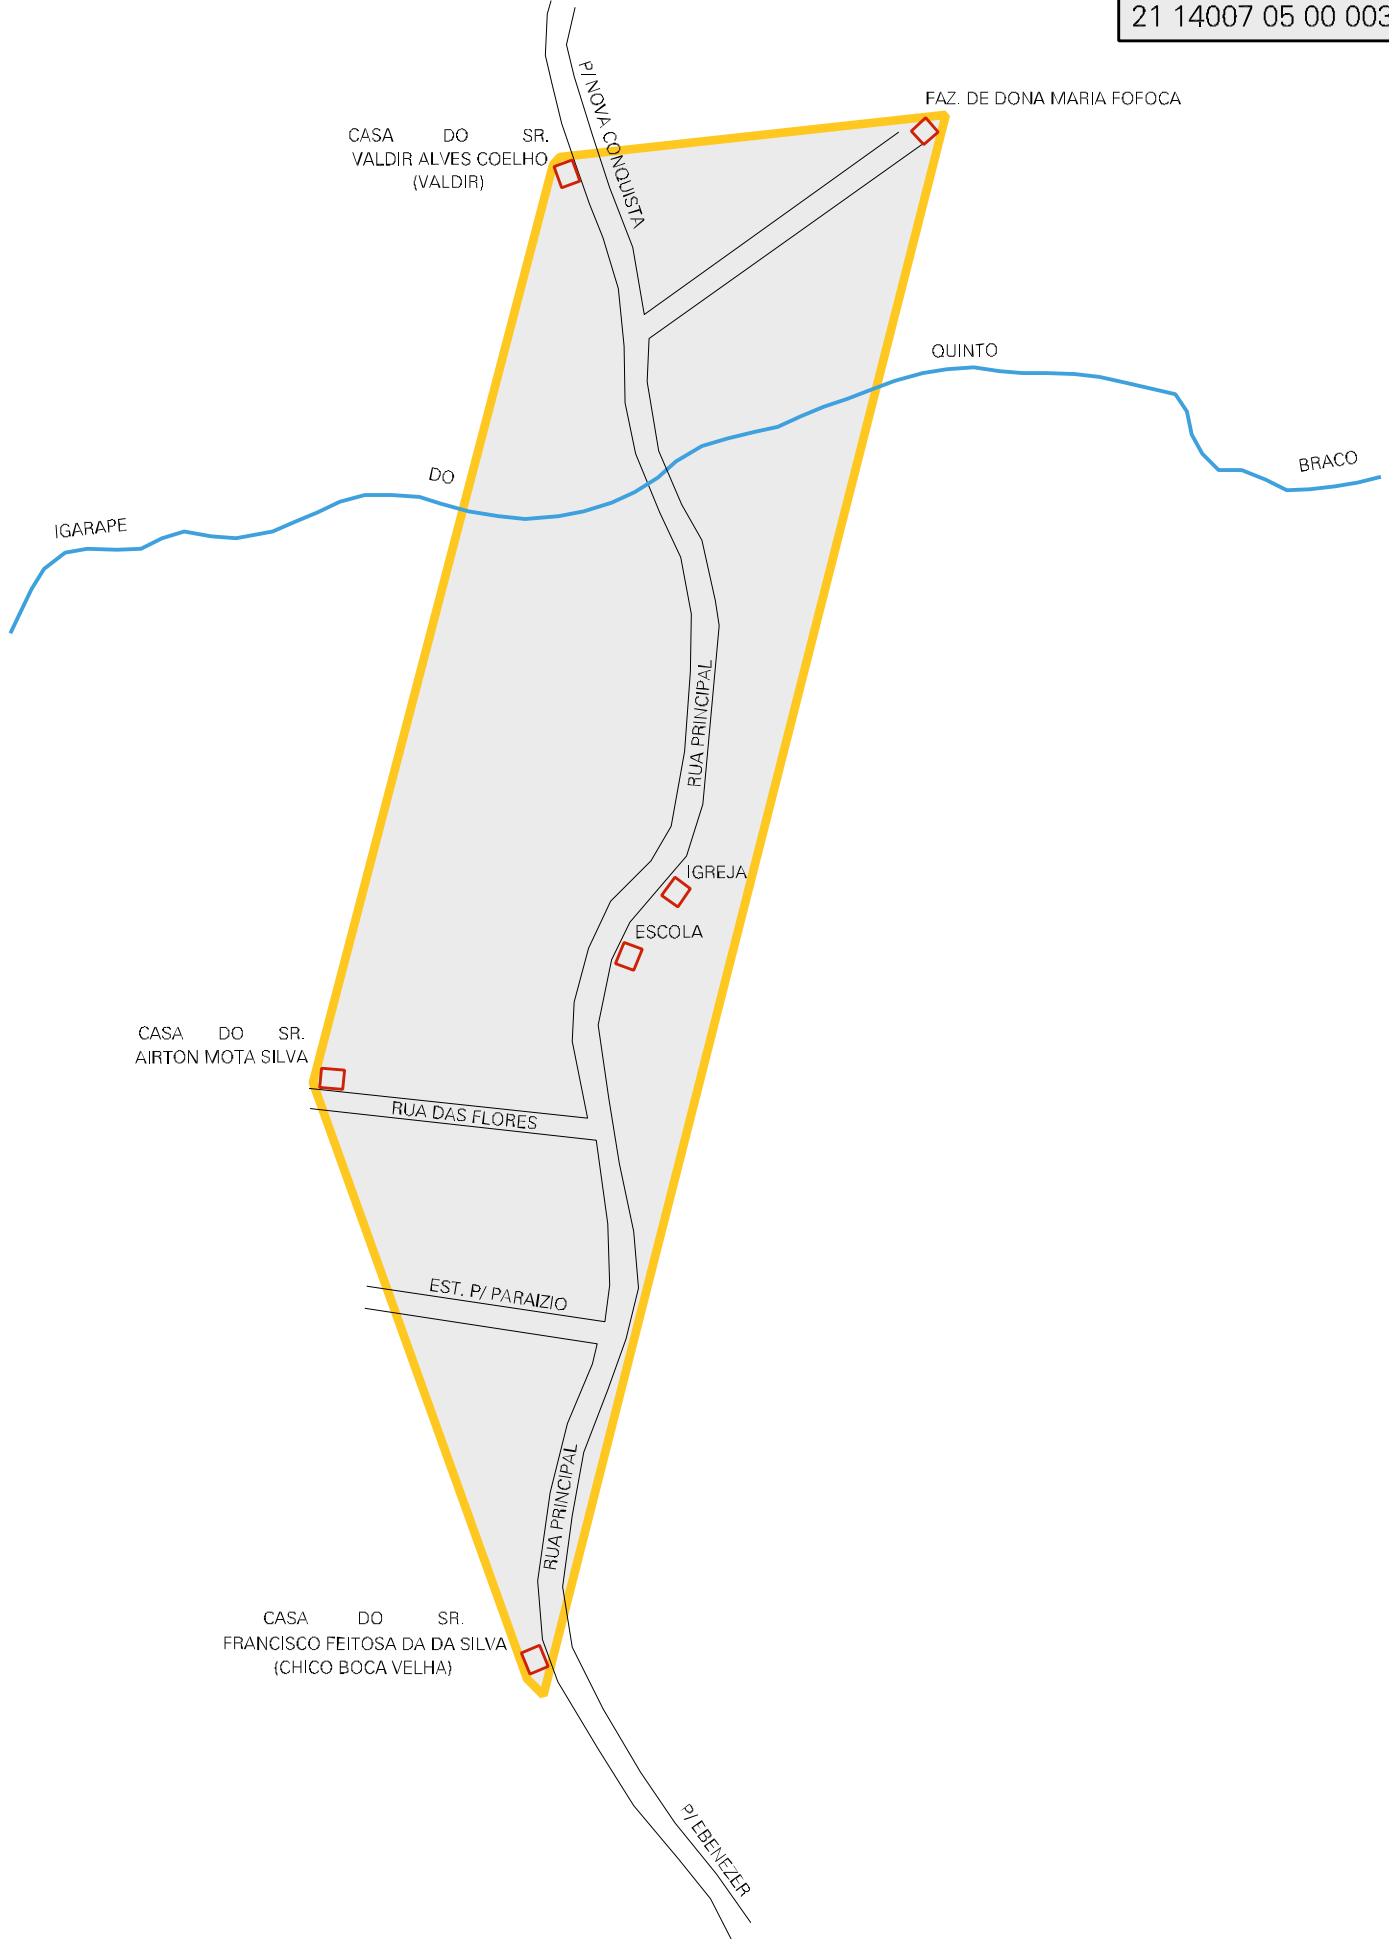 21 14007 05 00 003
P/ NOVA CONQUISTA
FAZ. DE DONA MARIA FOFOCA
CASA DO SR.
VALDIR ALVES COELHO
(VALDIR)
QUINTO
BRACO
DO
IGARAPE
RUA PRINCIPAL
IGREJA
ESCOLA
CASA DO SR.
AIRTON MOTA SILVA
RUA DAS FLORES
EST. P/ PARAIZIO
RUA PRINCIPAL
CASA DO SR.
FRANCISCO FEITOSA DA DA SILVA
(CHICO BOCA VELHA)
P/ EBENEZER